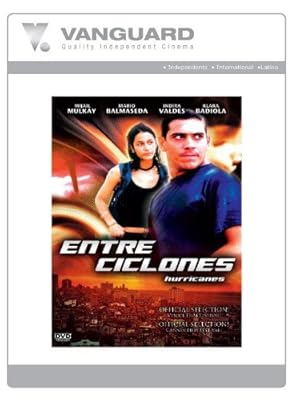 VANGUARD
Quality Independent Cinema
• Independents • International • Latino
MIJAIL MULKAY
MARIO BALMASEDA
INDIRA VALDES
KLARA BADIOLA
ENTRE
CICLONES
hurricanes
OFFICIAL SELECTION
OFFICIAL SELECTION
DVD